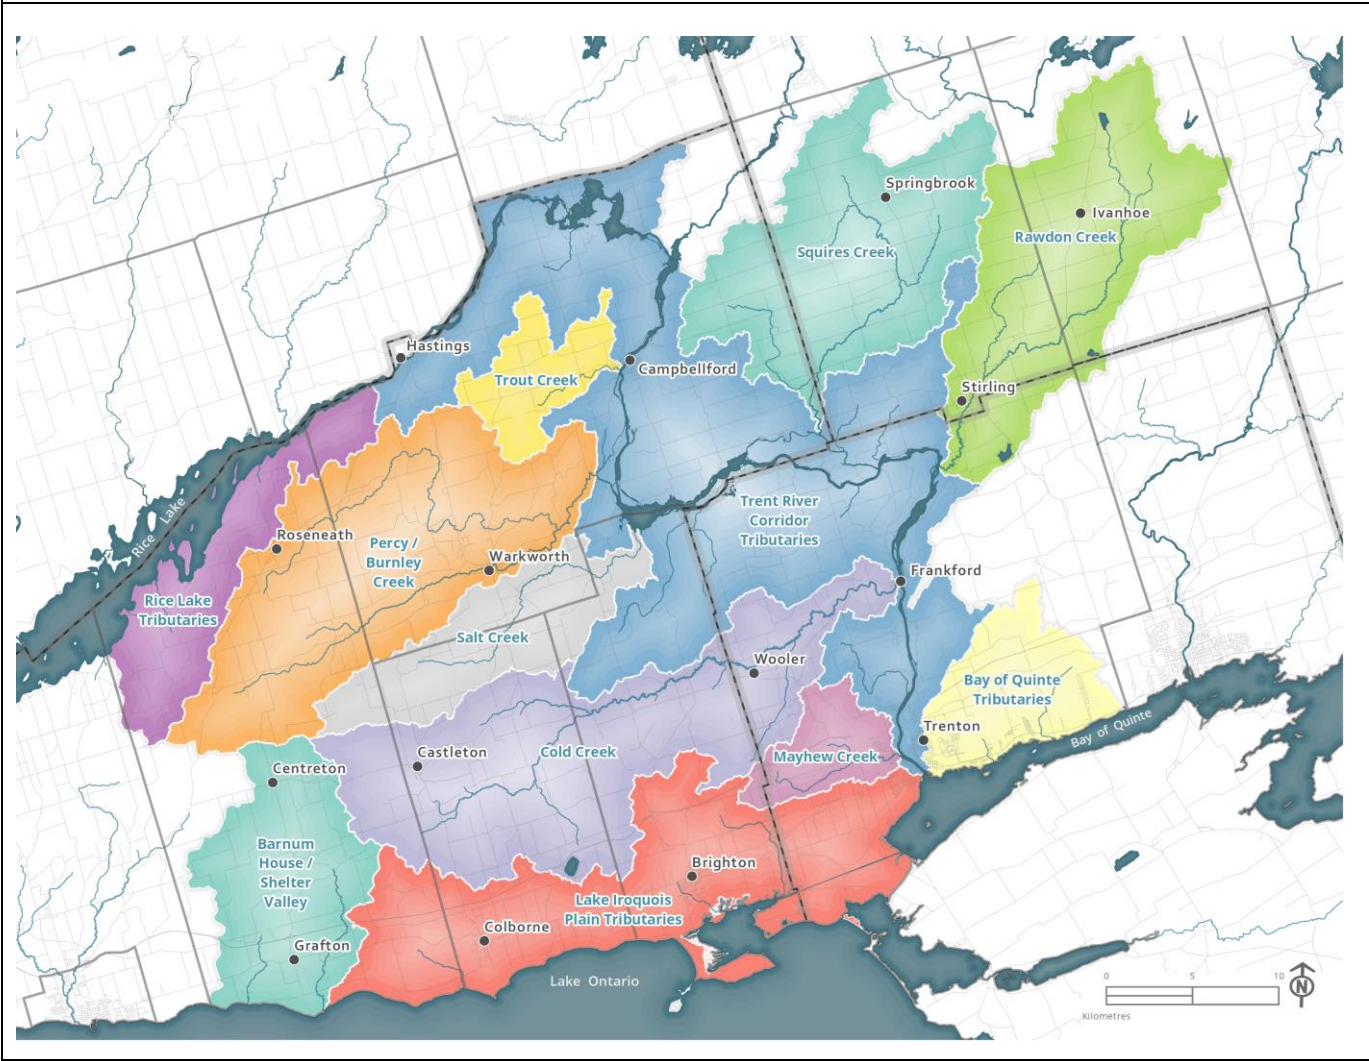 Springbrook
Ivanhoe
Rawdon Creek
Squires Creek
Hastings
Campbellford
Trout Creek
Stirling
Rice Lake
Trent River
Corridor
Tributaries
Roseneath
Percy /
Burnley
Creek
Warkworth
Frankford
Rice Lake
Tributaries
Salt Creek
Wooler
Bay of Quinte
Tributaries
Trenton
Bay of Quinte
Castleton
Cold Creek
Mayhew Creek
Centreton
Barnum
House /
Shelter
Valley
Brighton
Lake Iroquois
Plain Tributaries
Colborne
Grafton
Lake Ontario
0 5 10
N
Kilometres